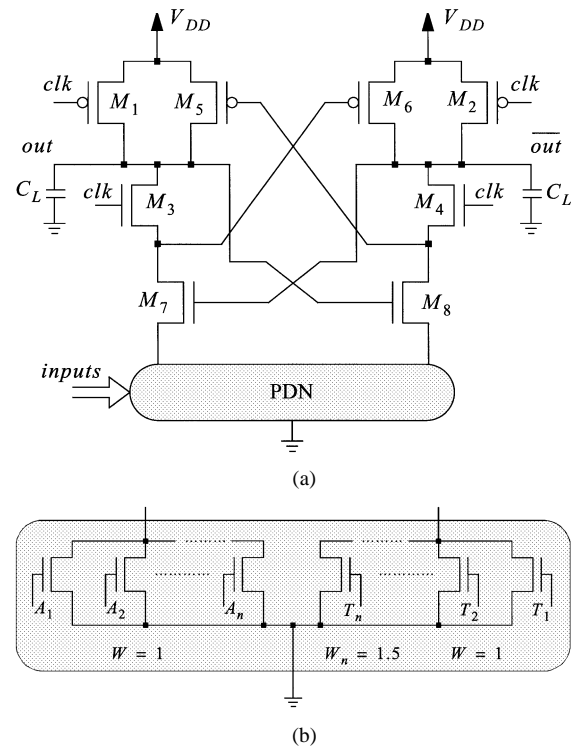 V_DD V_DD
clk M_1 M_5 M_6 M_2 clk
out \overline{out}
C_L clk M_3 M_4 clk C_L
M_7 M_8
inputs PDN
(a)
A_1 A_2 ......... A_n T_n ......... T_2 T_1
W = 1 W_n = 1.5 W = 1
(b)